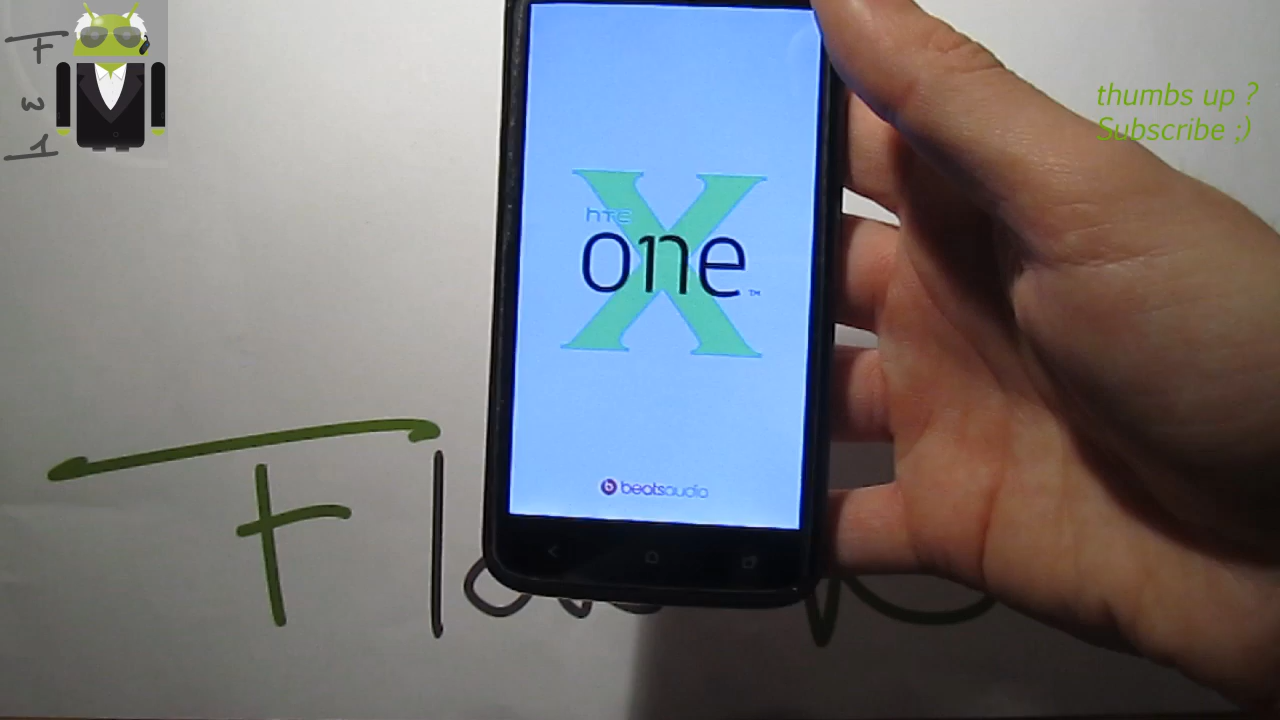 F
w
1
thumbs up ?
Subscribe ;)
htc
one
X
™
beatsaudio